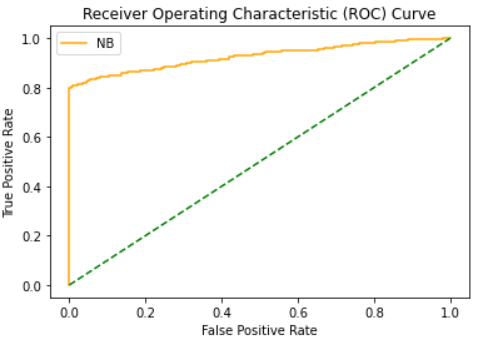 Receiver Operating Characteristic (ROC) Curve
NB
1.0
0.8
0.6
0.4
0.2
0.0
True Positive Rate
0.0 0.2 0.4 0.6 0.8 1.0
False Positive Rate